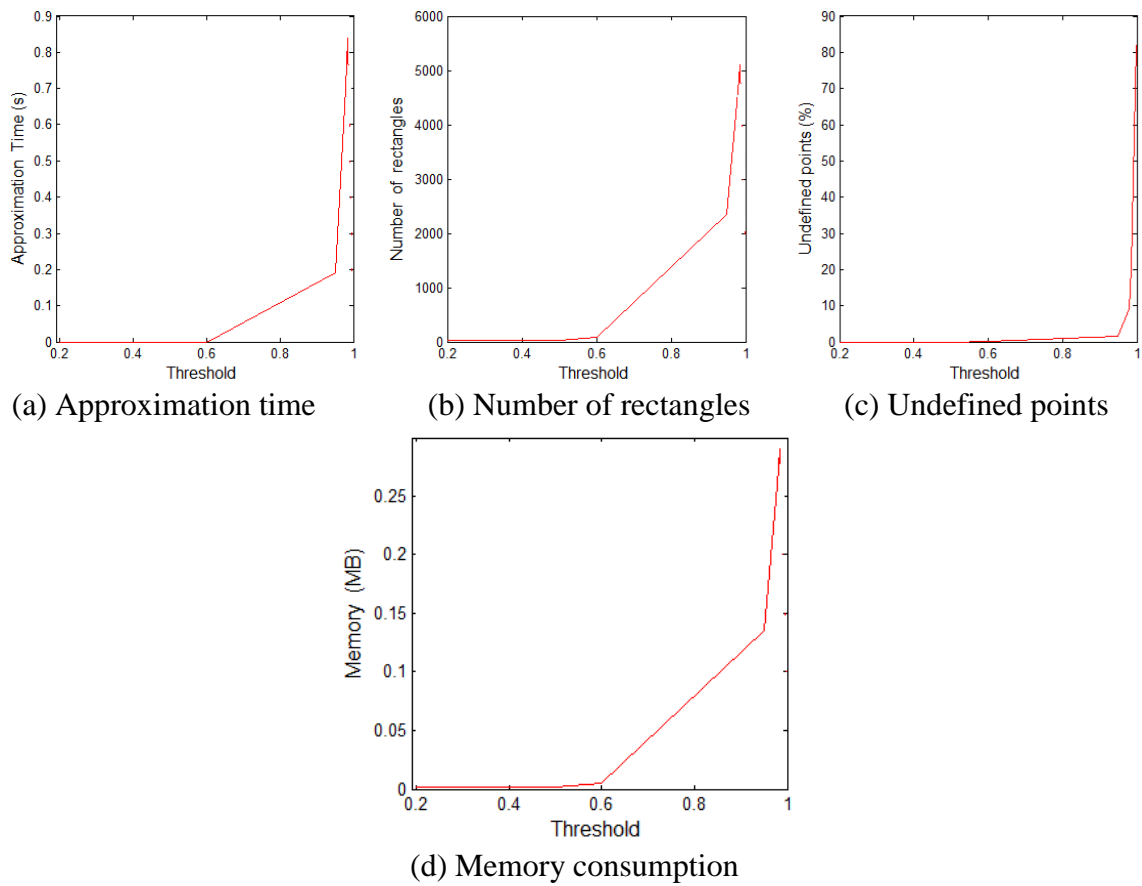 0.9
0.8
0.7
0.6
0.5
0.4
0.3
0.2
0.1
0
0.2 0.4 0.6 0.8 1
Approximation Time (s)
Threshold
6000
5000
4000
3000
2000
1000
0
0.2 0.4 0.6 0.8 1
Number of rectangles
Threshold
90
80
70
60
50
40
30
20
10
0
0.2 0.4 0.6 0.8 1
Undefined points (%)
Threshold
(a) Approximation time
(b) Number of rectangles
(c) Undefined points
0.25
0.2
0.15
0.1
0.05
0
0.2 0.4 0.6 0.8 1
Memory (MB)
Threshold
(d) Memory consumption